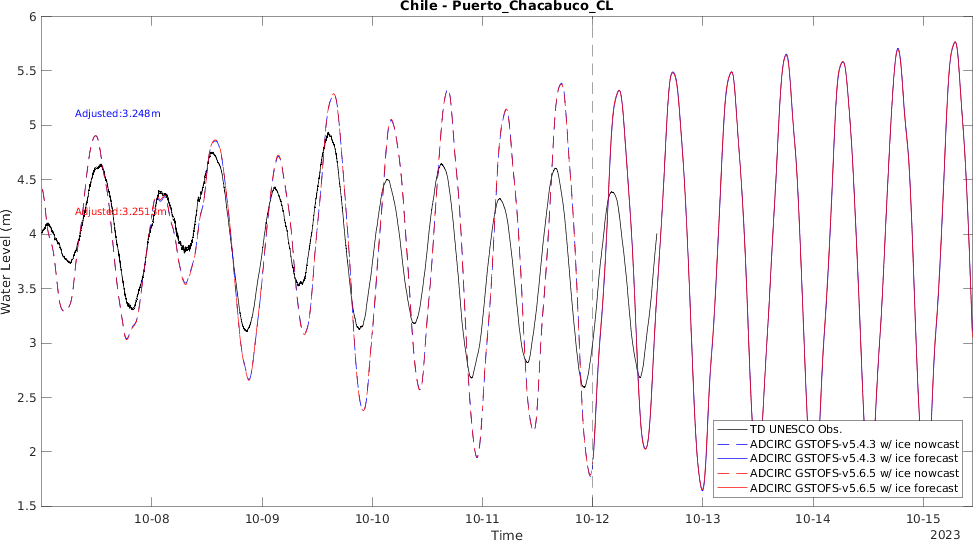 Chile - Puerto_Chacabuco_CL
6
5.5
5
4.5
4
3.5
3
2.5
2
1.5
Water Level (m)
Adjusted:3.248m
Adjusted:3.2515m
TD UNESCO Obs.
ADCIRC GSTOFS-v5.4.3 w/ ice nowcast
ADCIRC GSTOFS-v5.4.3 w/ ice forecast
ADCIRC GSTOFS-v5.6.5 w/ ice nowcast
ADCIRC GSTOFS-v5.6.5 w/ ice forecast
10-08 10-09 10-10 10-11 10-12 10-13 10-14 10-15
Time
2023